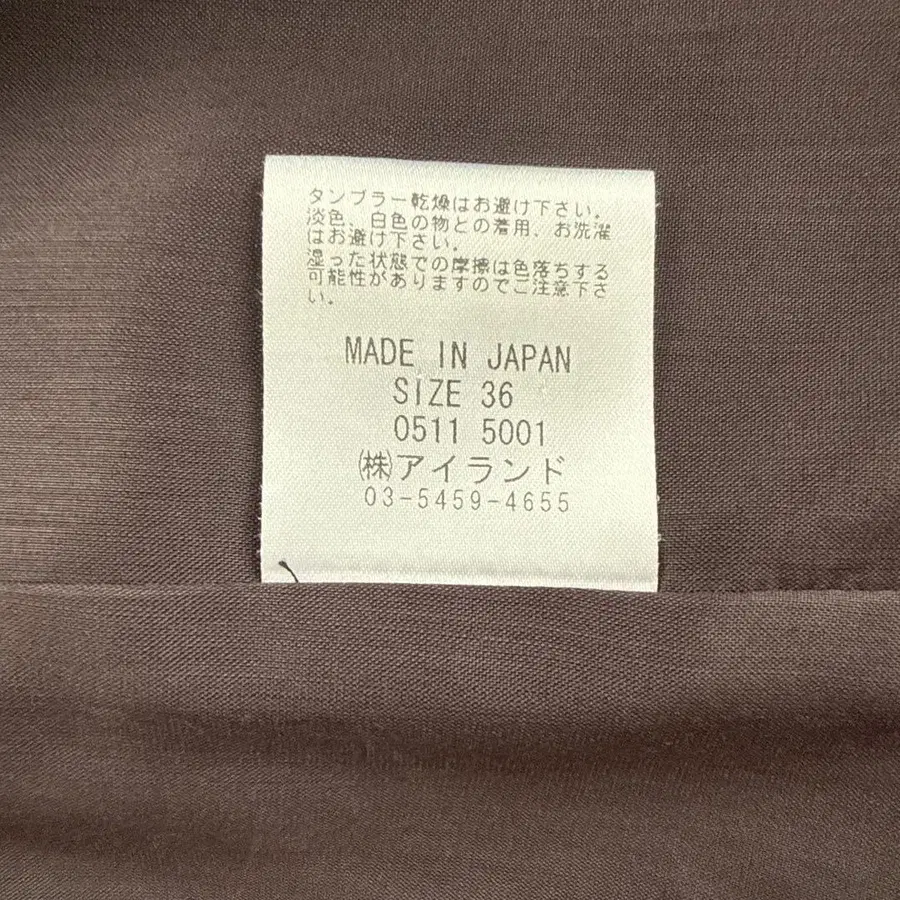 タンブラー乾燥はお避け下さい。
淡色、白色の物との着用、お洗濯
はお避け下さい。
湿った状態での摩擦は色落ちする
可能性がありますのでご注意下さ
い。
MADE IN JAPAN
SIZE 36
0511 5001
㈱アイランド
03-5459-4655